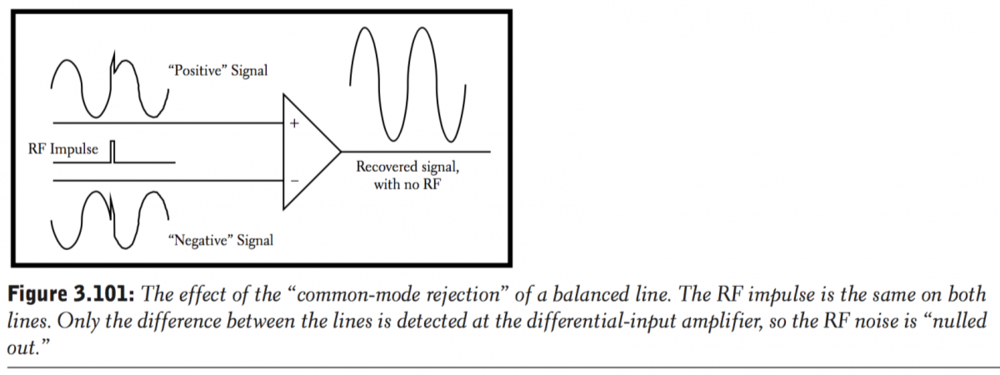 “Positive” Signal
+
RF Impulse
Recovered signal,
with no RF
–
“Negative” Signal
Figure 3.101: The effect of the “common-mode rejection” of a balanced line. The RF impulse is the same on both
lines. Only the difference between the lines is detected at the differential-input amplifier, so the RF noise is “nulled
out.”